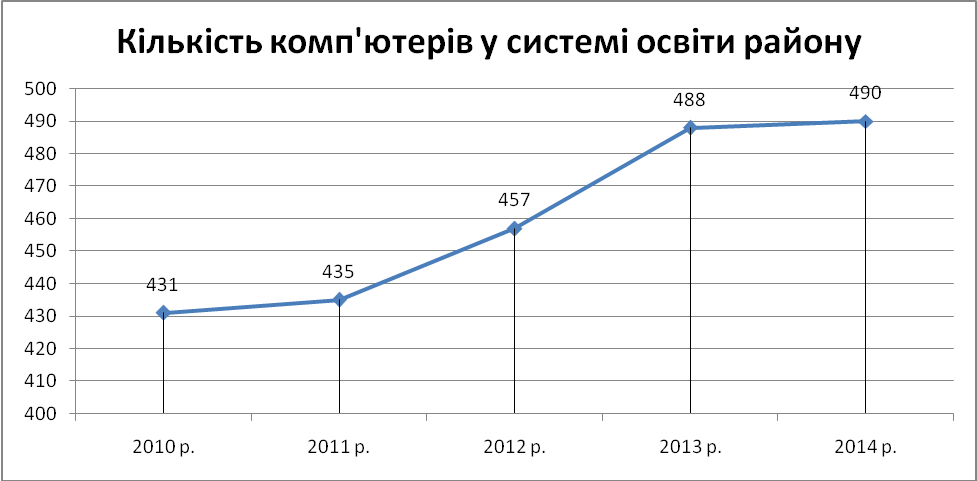 Кількість комп'ютерів у системі освіти району
500
490
480
470
460
450
440
430
420
410
400
431
435
457
488
490
2010 р.
2011 р.
2012 р.
2013 р.
2014 р.